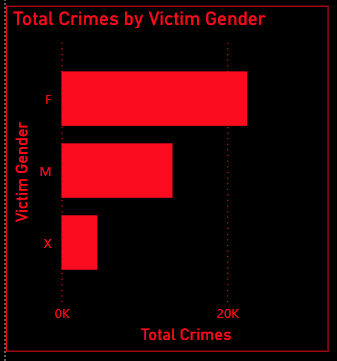 Total Crimes by Victim Gender
Victim Gender
F
M
X
0K 20K
Total Crimes